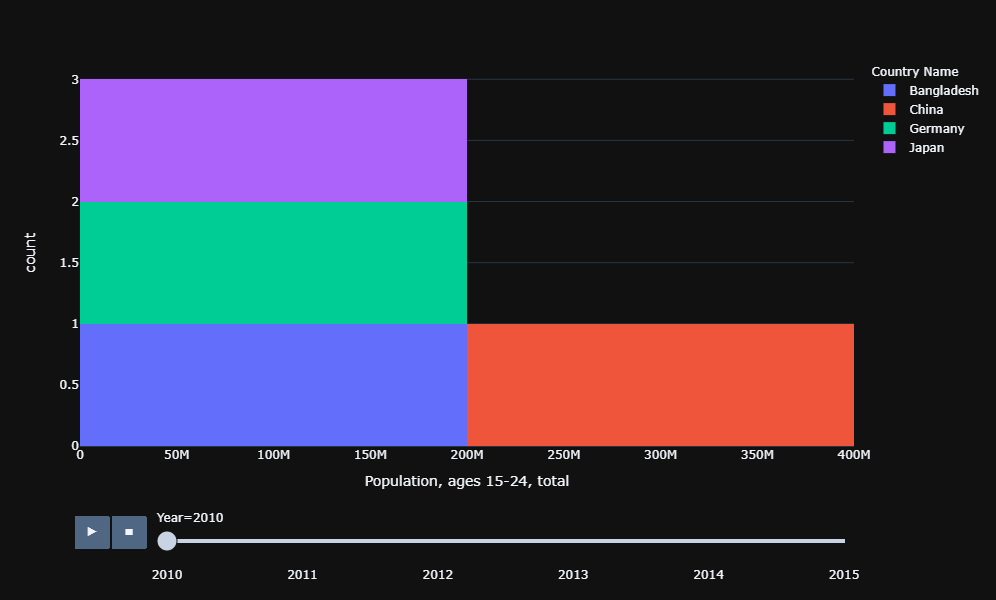 Country Name
Bangladesh
China
Germany
Japan
3
2.5
2
1.5
1
0.5
0
count
0 50M 100M 150M 200M 250M 300M 350M 400M
Population, ages 15-24, total
Year=2010
2010 2011 2012 2013 2014 2015